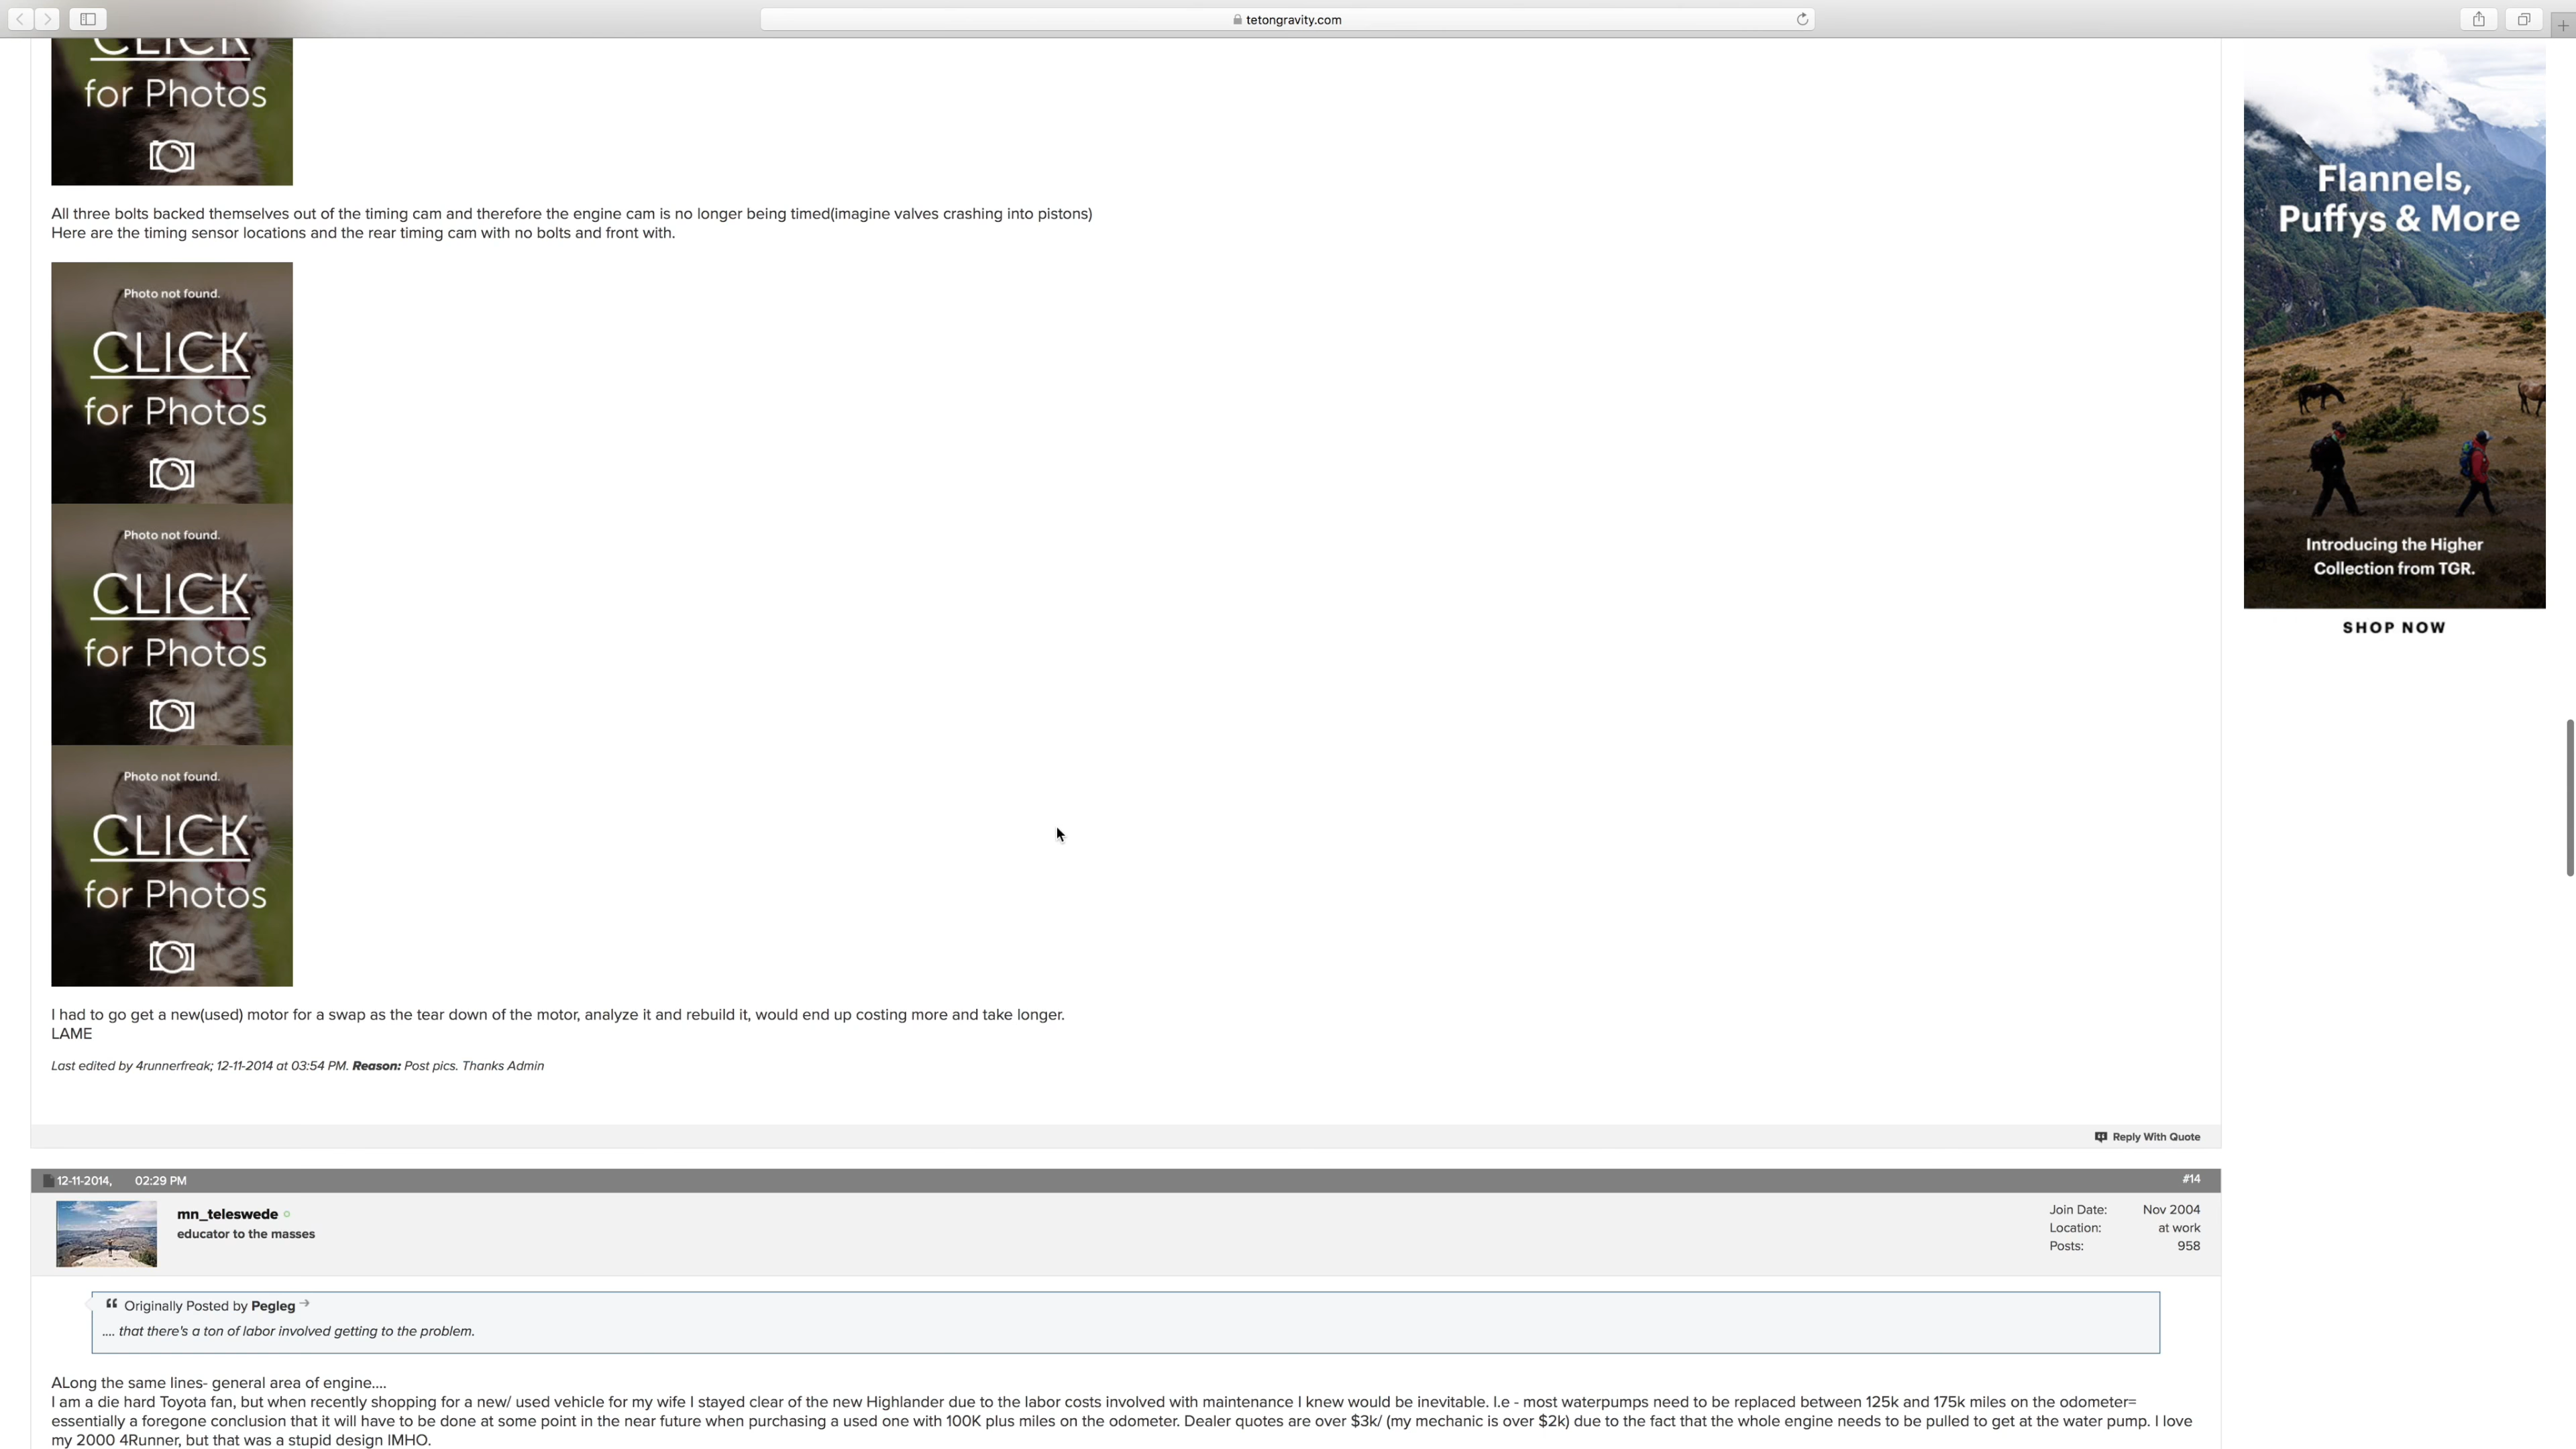 tetongravity.com
CLICK
for Photos
All three bolts backed themselves out of the timing cam and therefore the engine cam is no longer being timed(imagine valves crashing into pistons)
Here are the timing sensor locations and the rear timing cam with no bolts and front with.
Photo not found.
CLICK
for Photos
Photo not found.
CLICK
for Photos
Photo not found.
CLICK
for Photos
I had to go get a new(used) motor for a swap as the tear down of the motor, analyze it and rebuild it, would end up costing more and take longer.
LAME
Last edited by 4runnerfreak; 12-11-2014 at 03:54 PM. Reason: Post pics. Thanks Admin
Reply With Quote
12-11-2014, 02:29 PM #14
mn_teleswede
educator to the masses
Join Date: Nov 2004
Location: at work
Posts: 958
Originally Posted by Pegleg
.... that there's a ton of labor involved getting to the problem.
ALong the same lines- general area of engine....
I am a die hard Toyota fan, but when recently shopping for a new/ used vehicle for my wife I stayed clear of the new Highlander due to the labor costs involved with maintenance I knew would be inevitable. I.e - most waterpumps need to be replaced between 125k and 175k miles on the odometer=
essentially a foregone conclusion that it will have to be done at some point in the near future when purchasing a used one with 100K plus miles on the odometer. Dealer quotes are over $3k/ (my mechanic is over $2k) due to the fact that the whole engine needs to be pulled to get at the water pump. I love
my 2000 4Runner, but that was a stupid design IMHO.
Flannels,
Puffys & More
Introducing the Higher
Collection from TGR.
SHOP NOW